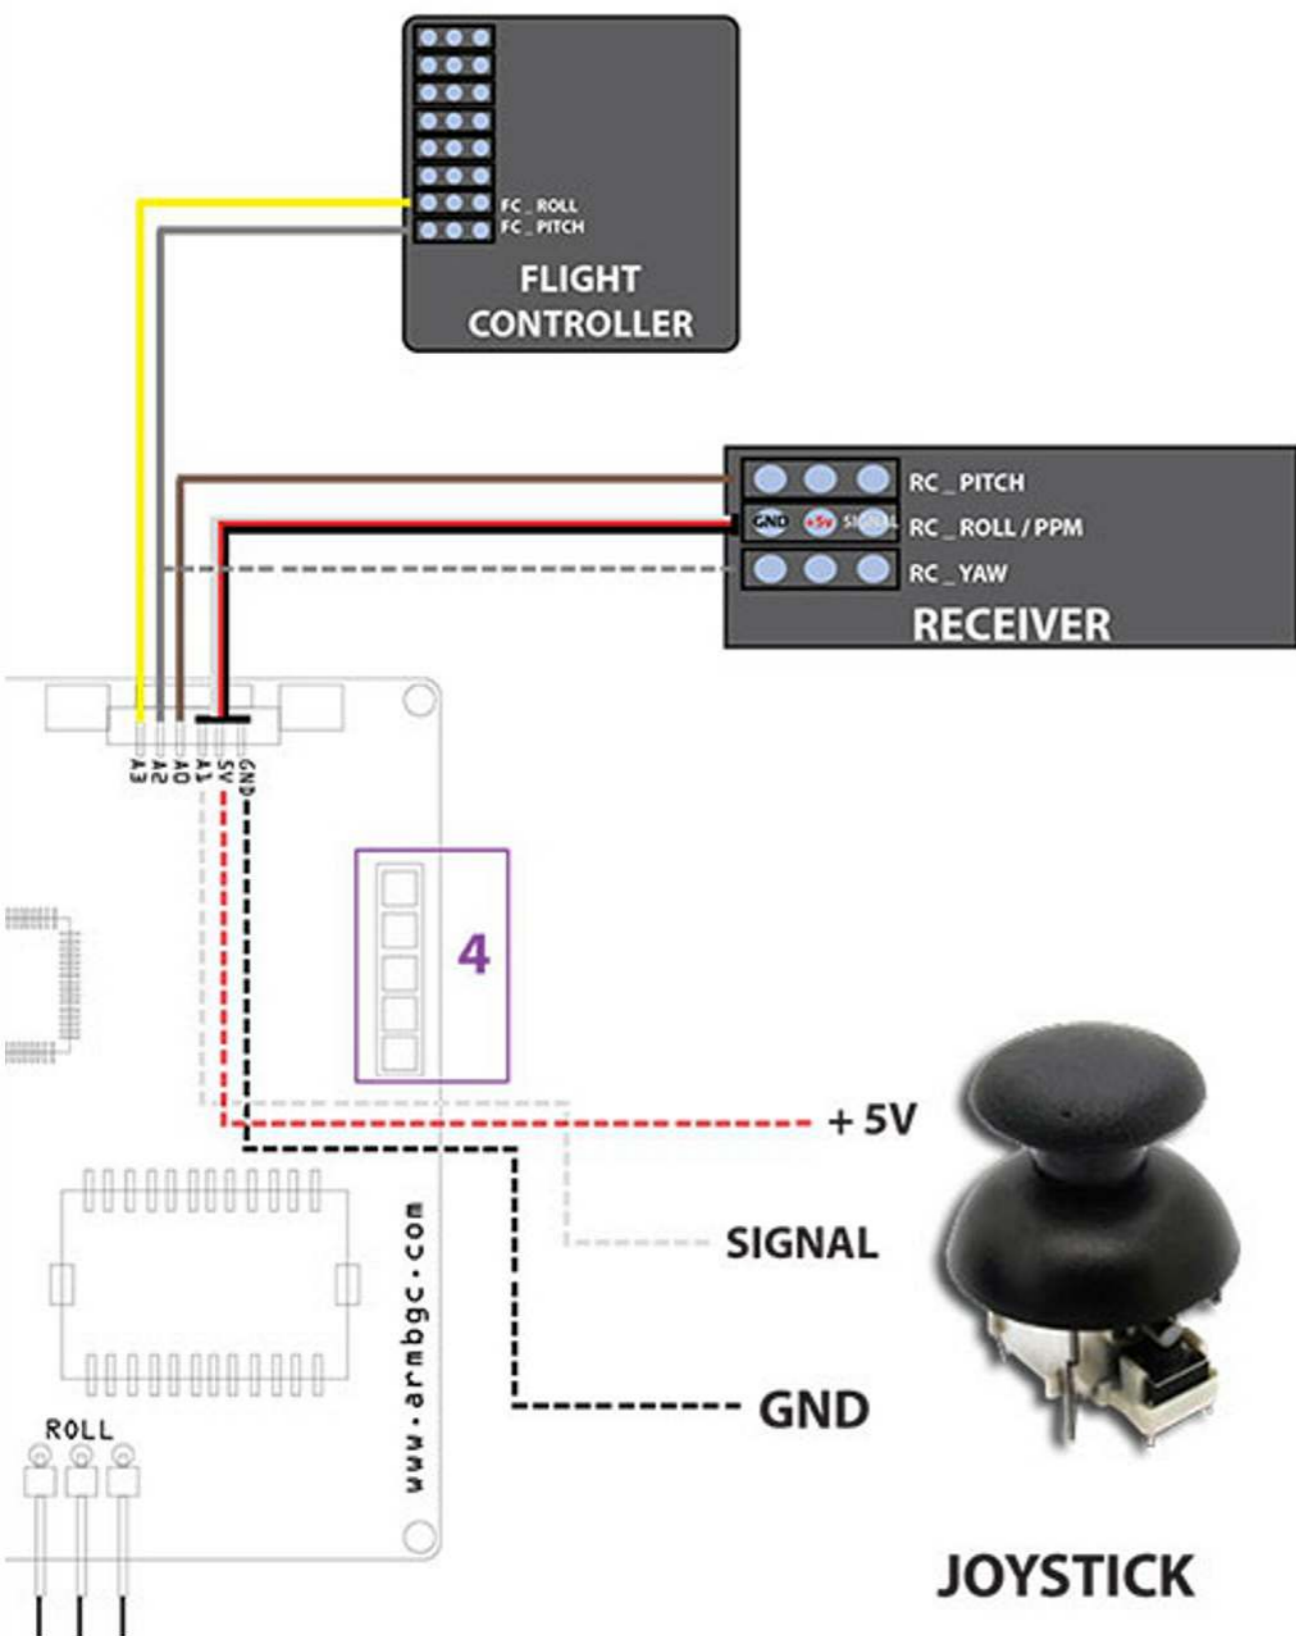 FC_ROLL
FC_PITCH
FLIGHT
CONTROLLER
RC_PITCH
GND +5v SIGNAL RC_ROLL / PPM
RC_YAW
RECEIVER
A3 A2 A0 A1 5V GND
4
+ 5V
SIGNAL
www.armbgc.com
GND
ROLL
JOYSTICK